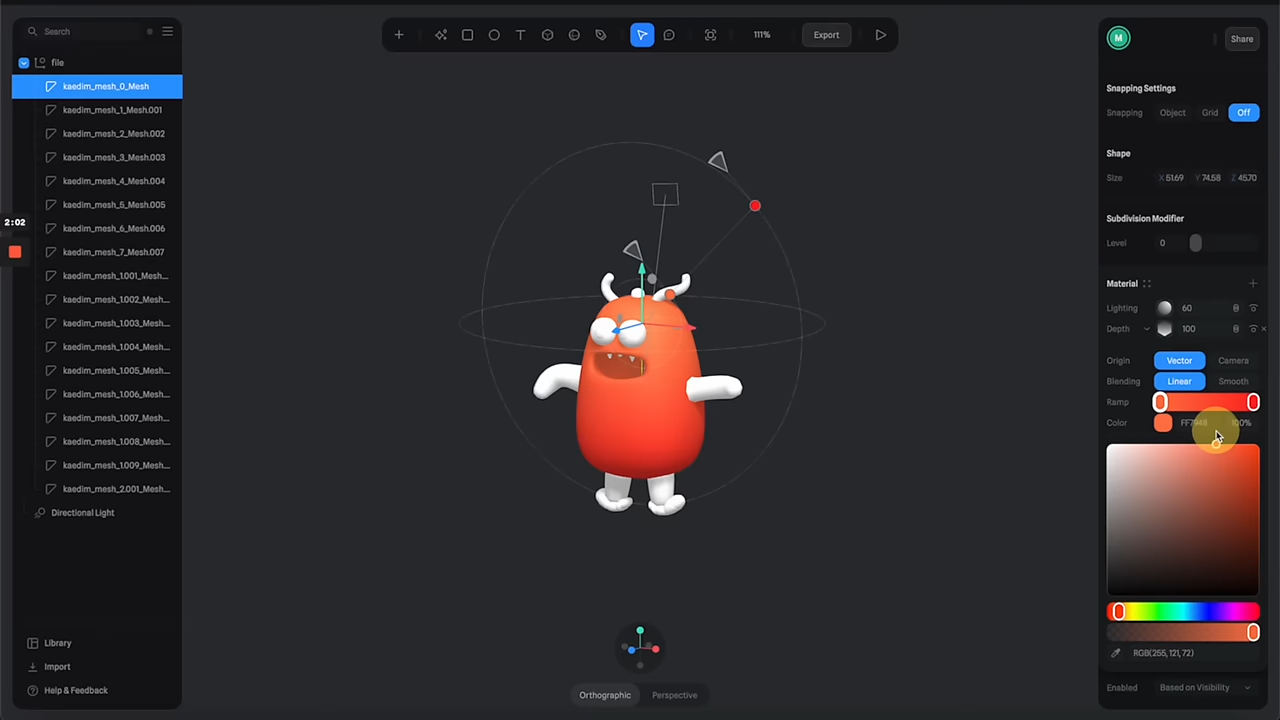 Search
file
kaedim_mesh_0_Mesh
kaedim_mesh_1_Mesh.001
kaedim_mesh_2_Mesh.002
kaedim_mesh_3_Mesh.003
kaedim_mesh_4_Mesh.004
kaedim_mesh_5_Mesh.005
kaedim_mesh_6_Mesh.006
kaedim_mesh_7_Mesh.007
kaedim_mesh_1.001_Mesh...
kaedim_mesh_1.002_Mesh...
kaedim_mesh_1.003_Mesh...
kaedim_mesh_1.004_Mesh...
kaedim_mesh_1.005_Mesh...
kaedim_mesh_1.006_Mesh...
kaedim_mesh_1.007_Mesh...
kaedim_mesh_1.008_Mesh...
kaedim_mesh_1.009_Mesh...
kaedim_mesh_2.001_Mesh...
Directional Light
2:02
Library
Import
Help & Feedback
T 111% Export
Orthographic Perspective
M Share
Snapping Settings
Snapping Object Grid Off
Shape
Size X 51.69 Y 74.58 Z 45.70
Subdivision Modifier
Level 0
Material
Lighting 60
Depth 100
Origin Vector Camera
Blending Linear Smooth
Ramp
Color FF7948 100%
RGB(255, 121, 72)
Enabled Based on Visibility